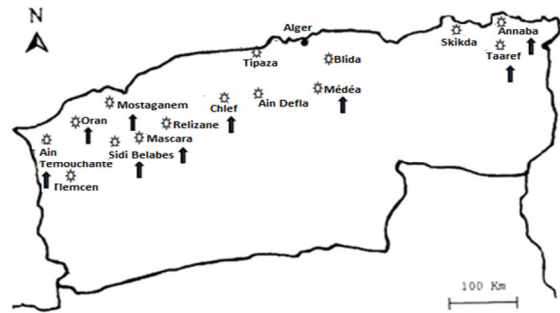 N
Alger
Annaba
Skikda
Tipaza
Blida
Taaref
Médéa
Chlef
Ain Defla
Mostaganem
Oran
Relizane
Mascara
Ain
Temouchante
Sidi Belabes
Tlemcen
100 Km